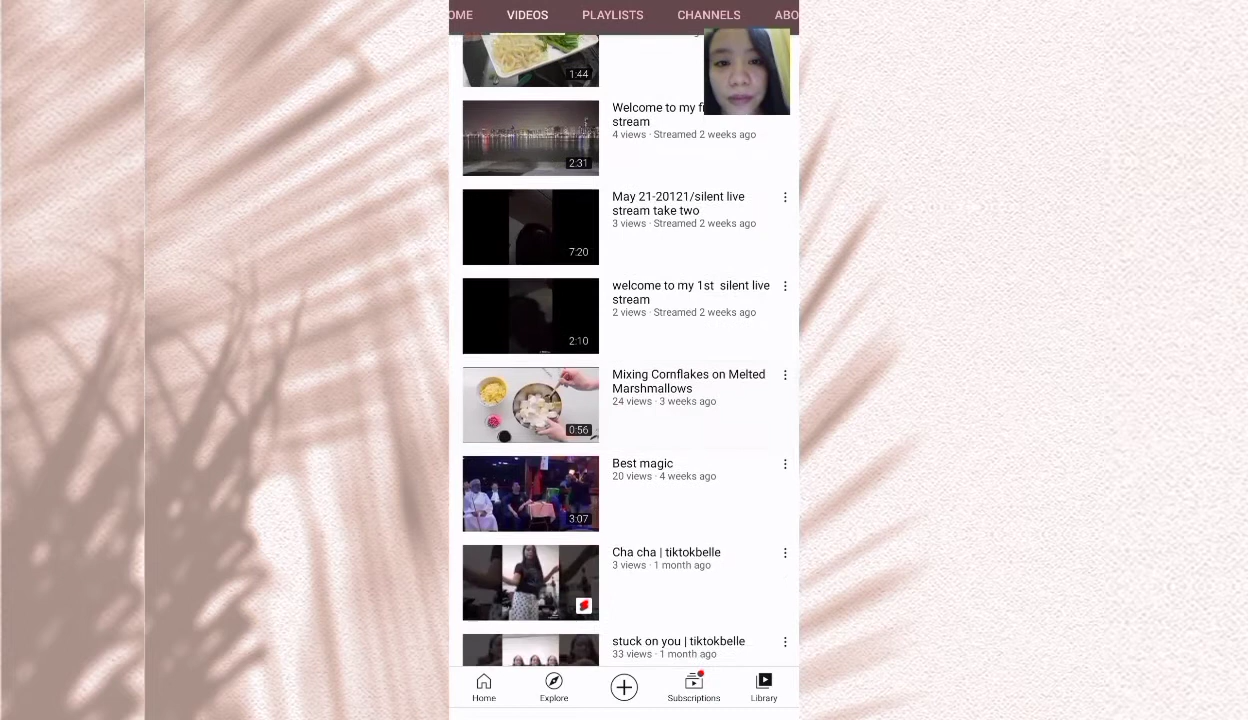 OME VIDEOS PLAYLISTS CHANNELS ABO
1:44
Welcome to my fi
stream
4 views · Streamed 2 weeks ago
2:31
May 21-20121/silent live
stream take two
3 views · Streamed 2 weeks ago
7:20
welcome to my 1st silent live
stream
2 views · Streamed 2 weeks ago
2:10
Mixing Cornflakes on Melted
Marshmallows
24 views · 3 weeks ago
0:56
Best magic
20 views · 4 weeks ago
3:07
Cha cha | tiktokbelle
3 views · 1 month ago
stuck on you | tiktokbelle
33 views · 1 month ago
Home Explore Subscriptions Library